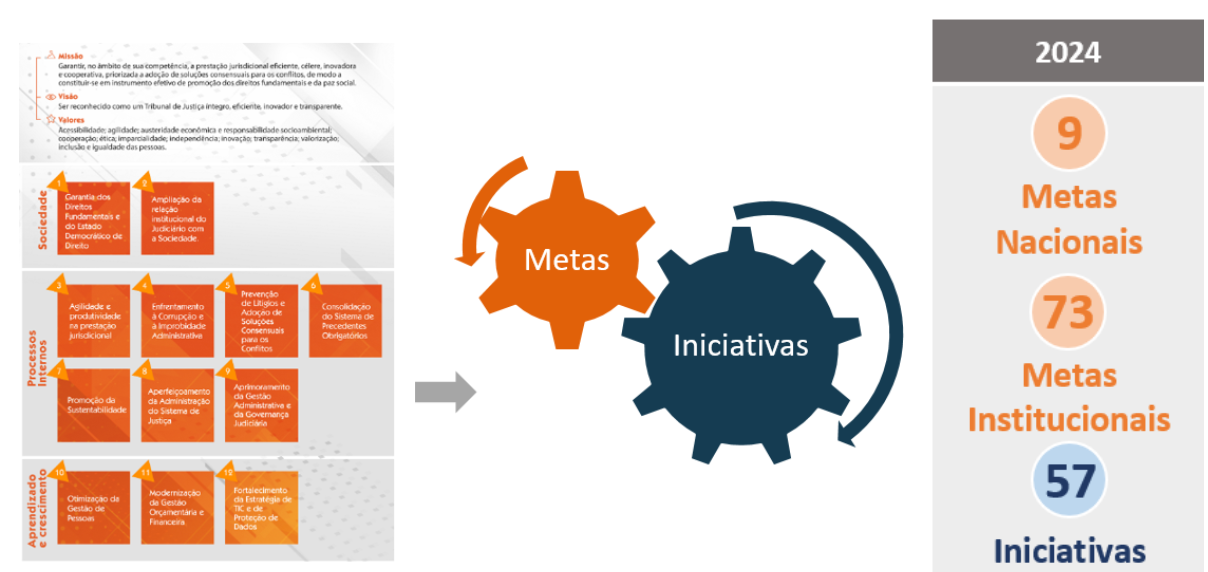 Missão
Garantir, no âmbito de sua competência, a prestação jurisdicional eficiente, célere, inovadora
e cooperativa, priorizada a adoção de soluções consensuais para os conflitos, de modo a
constituir-se em instrumento efetivo de promoção dos direitos fundamentais e da paz social.
Visão
Ser reconhecido como um Tribunal de Justiça íntegro, eficiente, inovador e transparente.
Valores
Acessibilidade; agilidade; austeridade econômica e responsabilidade socioambiental;
cooperação; ética; imparcialidade; independência; inovação; transparência; valorização;
inclusão e igualdade das pessoas.
Sociedade
1
Garantia dos
Direitos
Fundamentais e
do Estado
Democrático de
Direito
2
Ampliação da
relação
institucional do
Judiciário com
a Sociedade.
Processos
Internos
3
Agilidade e
produtividade
na prestação
jurisdicional
4
Enfrentamento
à Corrupção e
à Improbidade
Administrativa
5
Prevenção
de Litígios e
Adoção de
Soluções
Consensuais
para os
Conflitos
6
Consolidação
do Sistema de
Precedentes
Obrigatórios
7
Promoção da
Sustentabilidade
8
Aperfeiçoamento
da Administração
do Sistema de
Justiça
9
Aprimoramento
da Gestão
Administrativa e
da Governança
Judiciária
Aprendizado
e crescimento
10
Otimização da
Gestão de
Pessoas
11
Modernização
da Gestão
Orçamentária e
Financeira
12
Fortalecimento
da Estratégia de
TIC e de
Proteção de
Dados
Metas
Iniciativas
2024
9
Metas
Nacionais
73
Metas
Institucionais
57
Iniciativas